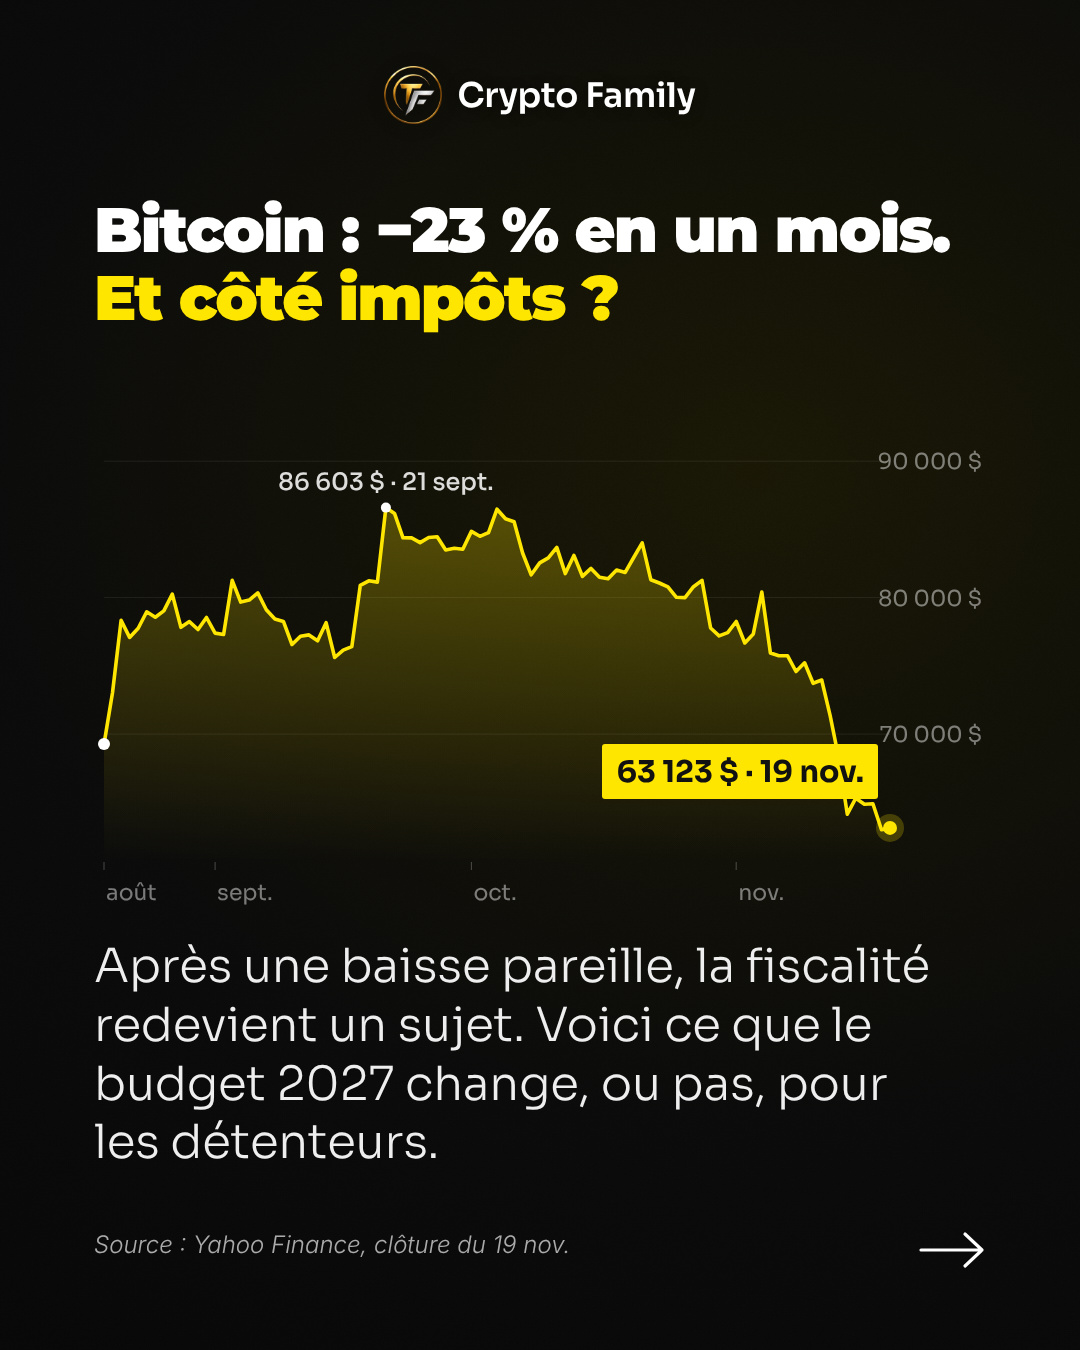 TF Crypto Family
Bitcoin : −23 % en un mois.
Et côté impôts ?
90 000 $
86 603 $ · 21 sept.
80 000 $
70 000 $
63 123 $ · 19 nov.
août sept. oct. nov.
Après une baisse pareille, la fiscalité
redevient un sujet. Voici ce que le
budget 2027 change, ou pas, pour
les détenteurs.
Source : Yahoo Finance, clôture du 19 nov.